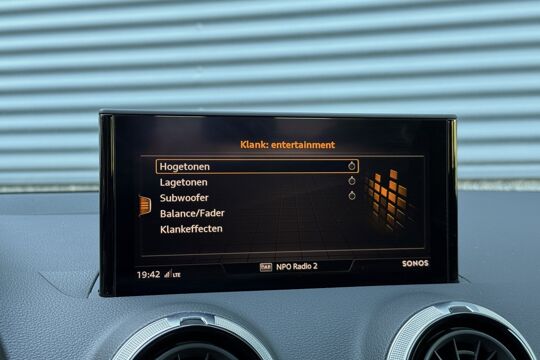 Klank: entertainment
Hogetonen
Lagetonen
Subwoofer
Balance/Fader
Klankeffecten
19:42 LTE DAB NPO Radio 2 SONOS